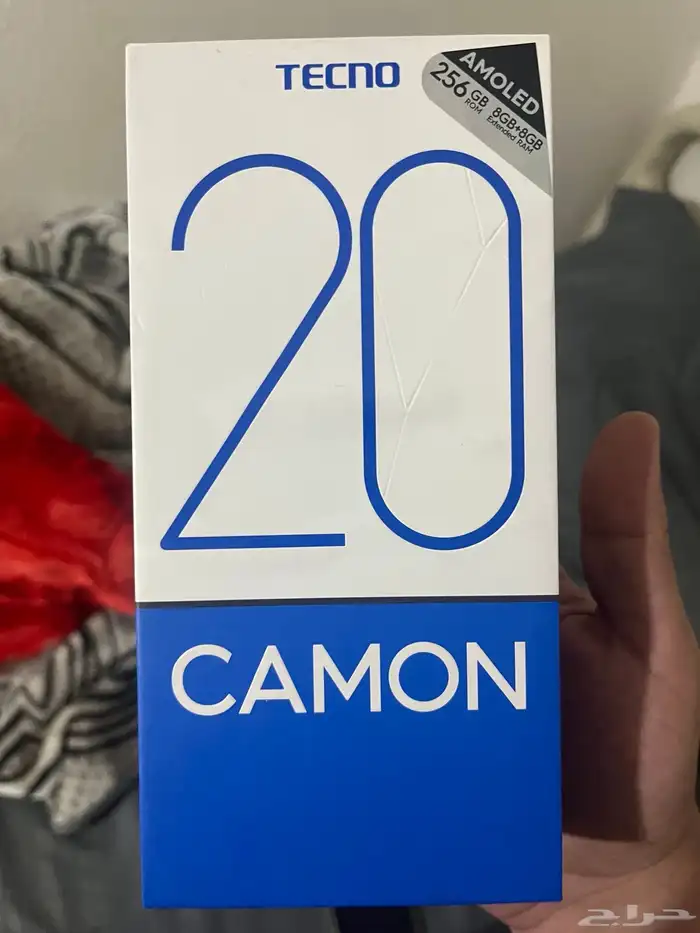 TECNO
AMOLED
256 GB
ROM
8GB+8GB
Extended RAM
20
CAMON
حراج